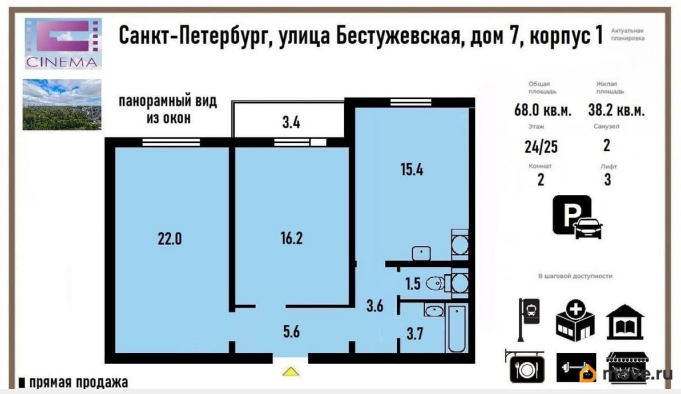 Санкт-Петербург, улица Бестужевская, дом 7, корпус 1
Актуальная
планировка
CINEMA
панорамный вид
из окон
Общая
площадь
Жилая
площадь
68.0 кв.м.
38.2 кв.м.
Этаж
Санузел
24/25
2
Комнат
Лифт
2
3
P
3.4
15.4
22.0
16.2
1.5
3.6
5.6
3.7
В шаговой доступности
прямая продажа
move.ru